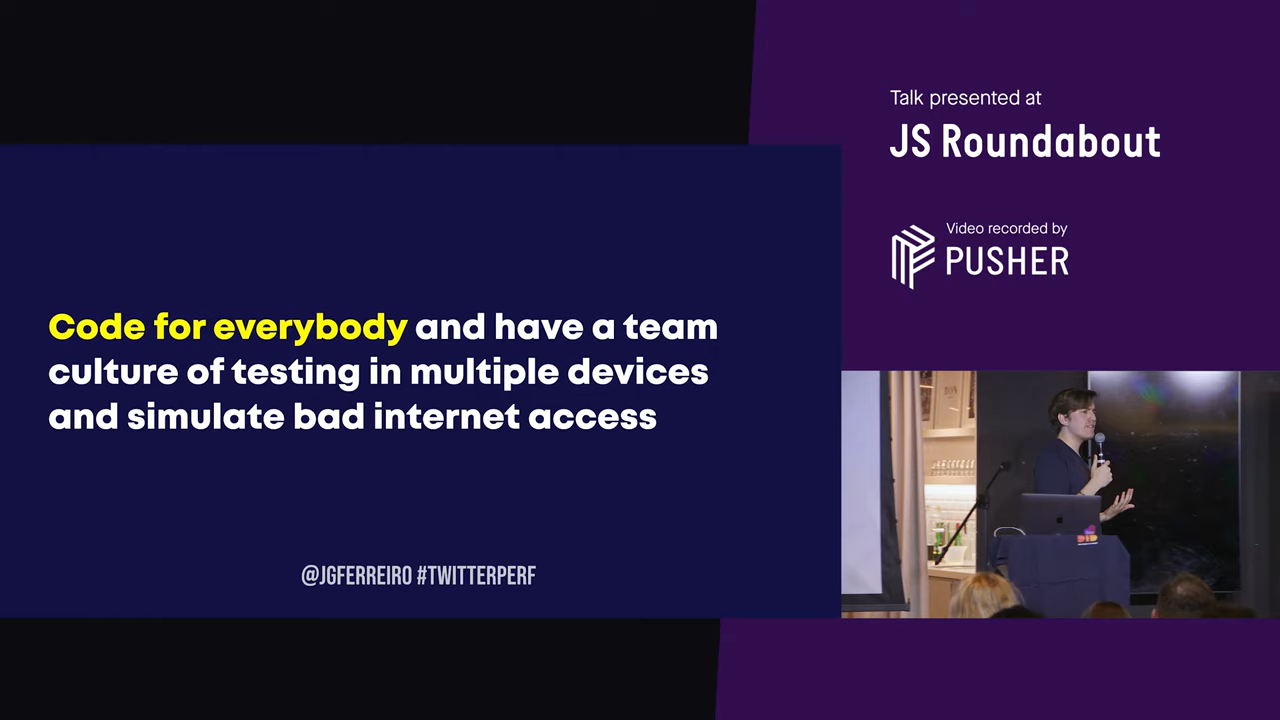 Talk presented at
JS Roundabout
Video recorded by
PUSHER
Code for everybody and have a team
culture of testing in multiple devices
and simulate bad internet access
@JGFERREIRO #TWITTERPERF